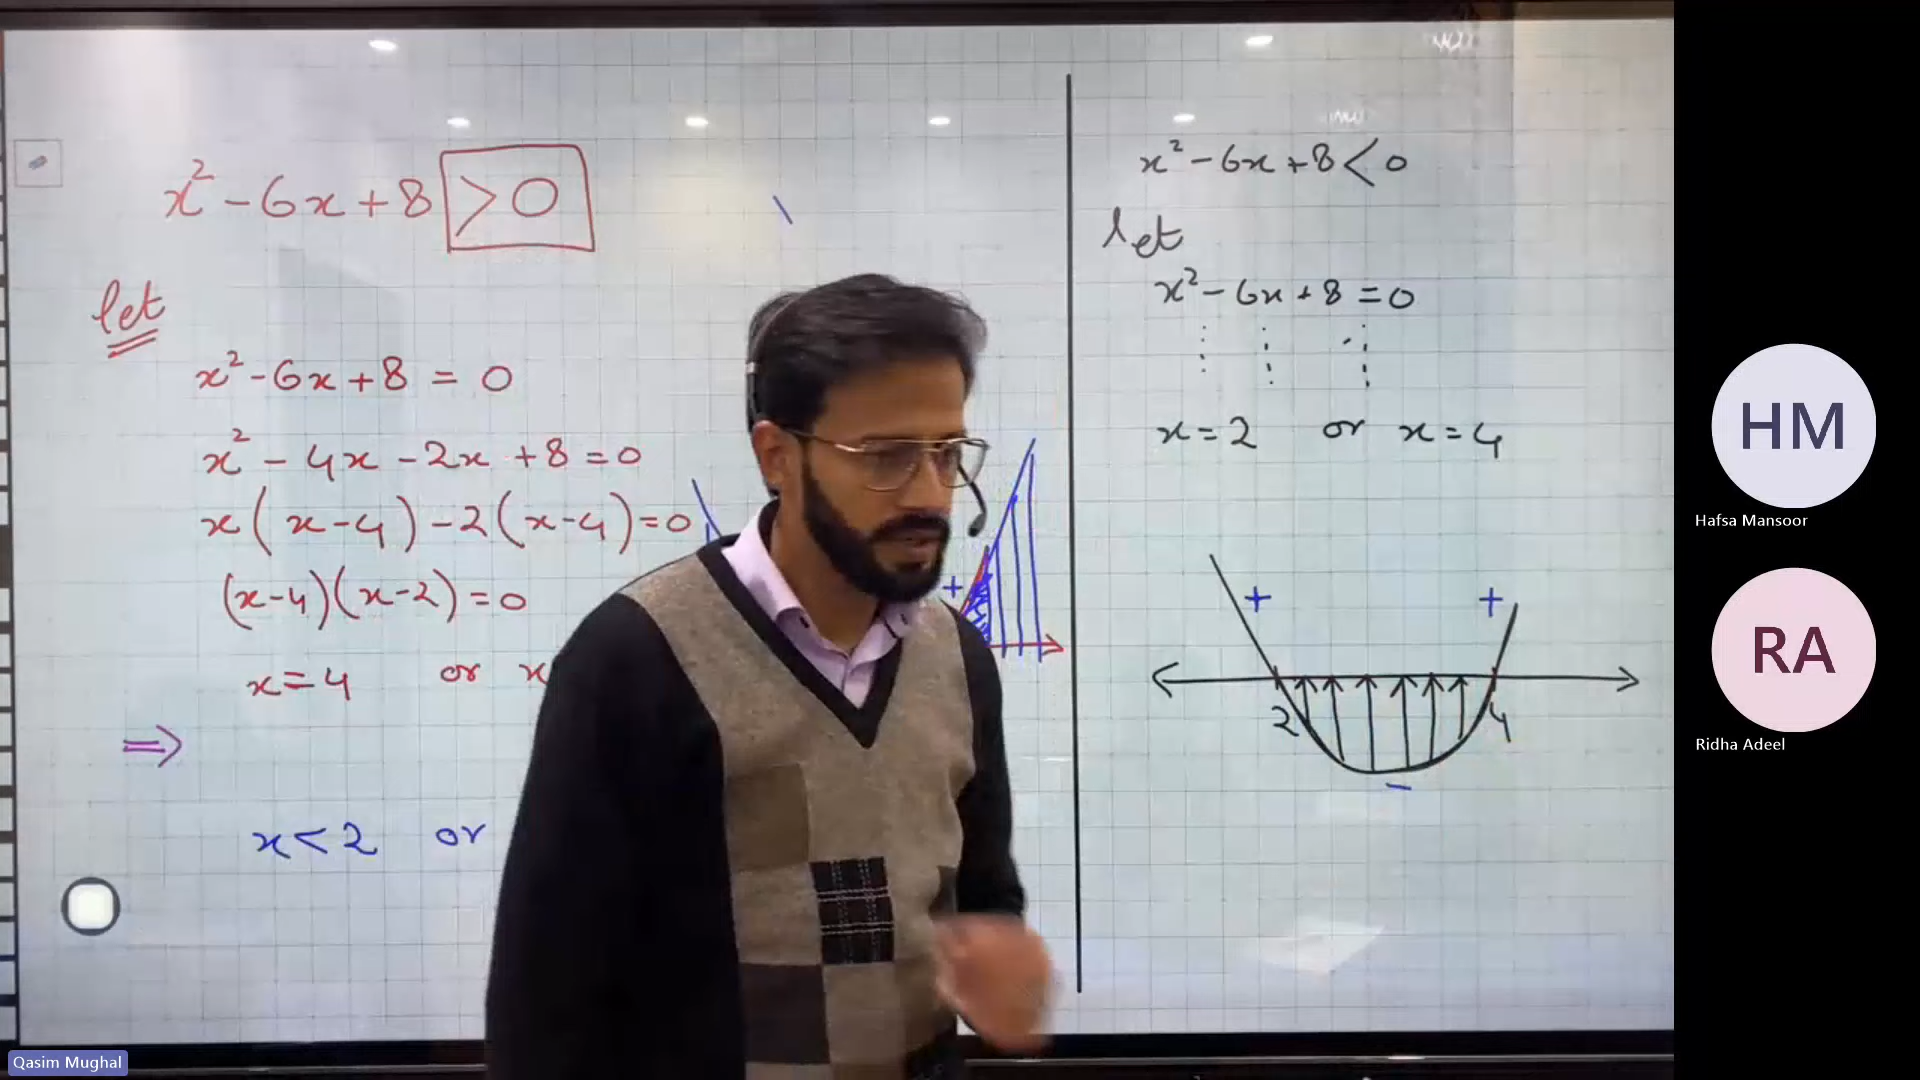 x² - 6x + 8 > 0
let
x² - 6x + 8 = 0
x² - 4x - 2x + 8 = 0
x(x-4) - 2(x-4) = 0
(x-4)(x-2) = 0
x = 4 or x
⇒
x < 2 or
+
x² - 6x + 8 < 0
let
x² - 6x + 8 = 0
x = 2 or x = 4
+ +
2 4
-
HM
Hafsa Mansoor
RA
Ridha Adeel
Qasim Mughal